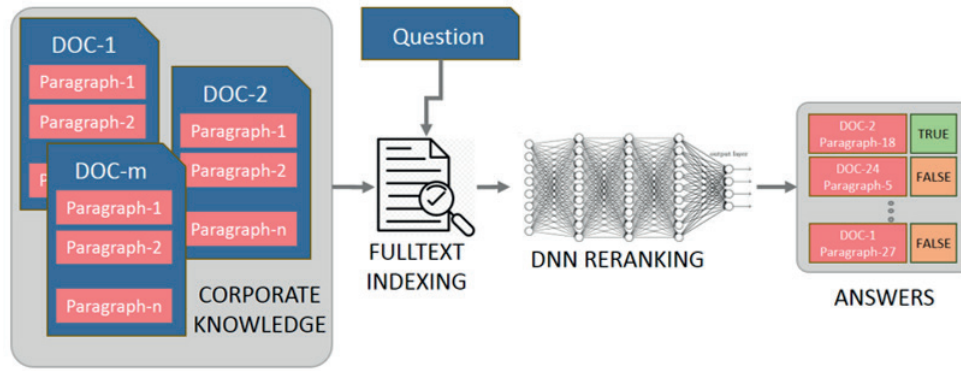 DOC-1
Paragraph-1
Paragraph-2
DOC-2
Paragraph-1
Paragraph-2
Paragraph-n
DOC-m
Paragraph-1
Paragraph-2
Paragraph-n
CORPORATE
KNOWLEDGE
Question
FULLTEXT
INDEXING
output layer
DNN RERANKING
DOC-2
Paragraph-18
TRUE
DOC-24
Paragraph-5
FALSE
DOC-1
Paragraph-27
FALSE
ANSWERS